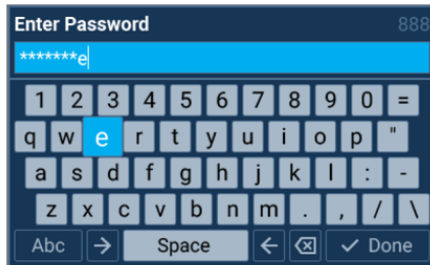 Enter Password 888
*******e
1 2 3 4 5 6 7 8 9 0 =
q w e r t y u i o p "
a s d f g h j k l : -
z x c v b n m . , / \
Abc → Space ← ⌫ ✓ Done